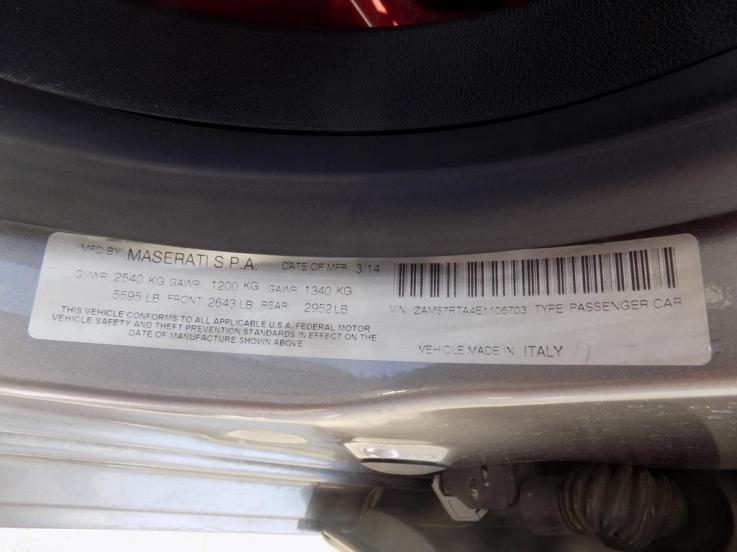 MFD BY MASERATI S.P.A. DATE OF MFR 3/14
GVWR 2540 KG GAWR 1200 KG GAWR 1340 KG
5595 LB FRONT 2643 LB REAR 2952 LB
THIS VEHICLE CONFORMS TO ALL APPLICABLE U.S.A. FEDERAL MOTOR
VEHICLE SAFETY AND THEFT PREVENTION STANDARDS IN EFFECT ON THE
DATE OF MANUFACTURE SHOWN ABOVE
VIN ZAM57RTA4E1106703 TYPE PASSENGER CAR
VEHICLE MADE IN ITALY